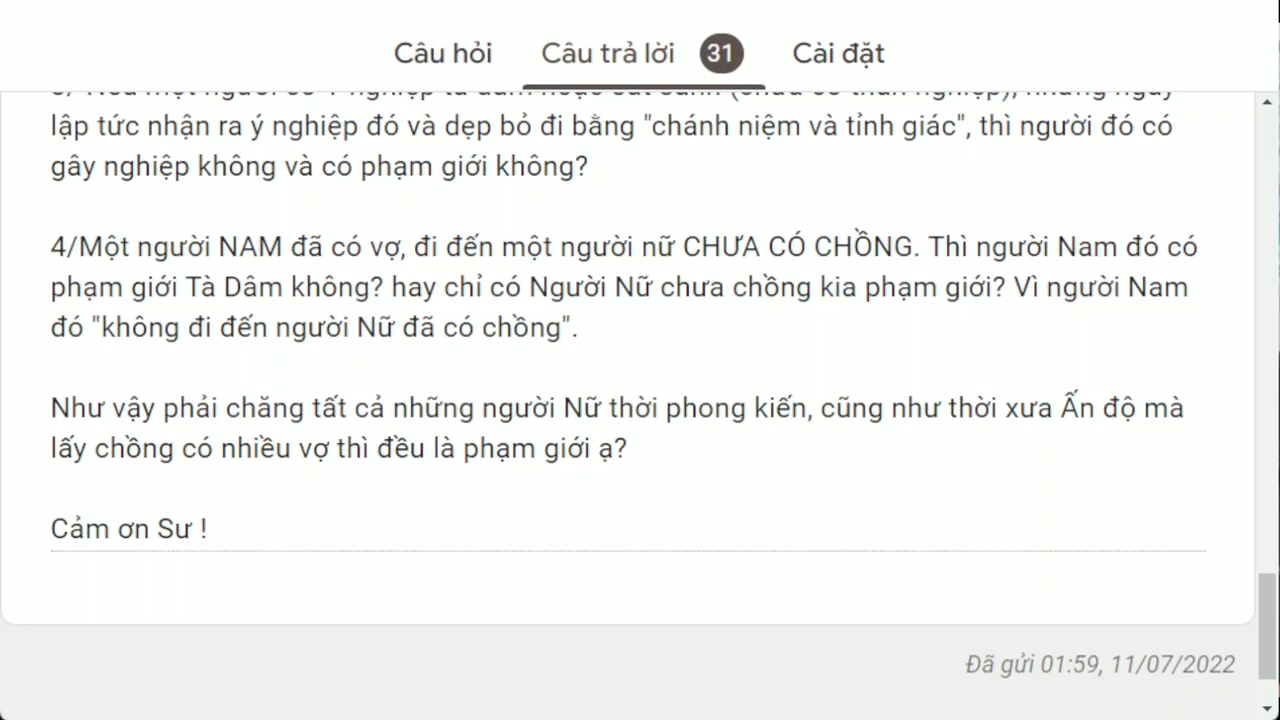 Câu hỏi
Câu trả lời 31
Cài đặt
lập tức nhận ra ý nghiệp đó và dẹp bỏ đi bằng "chánh niệm và tỉnh giác", thì người đó có
gây nghiệp không và có phạm giới không?
4/Một người NAM đã có vợ, đi đến một người nữ CHƯA CÓ CHỒNG. Thì người Nam đó có
phạm giới Tà Dâm không? hay chỉ có Người Nữ chưa chồng kia phạm giới? Vì người Nam
đó "không đi đến người Nữ đã có chồng".
Như vậy phải chăng tất cả những người Nữ thời phong kiến, cũng như thời xưa Ấn độ mà
lấy chồng có nhiều vợ thì đều là phạm giới ạ?
Cảm ơn Sư !
Đã gửi 01:59, 11/07/2022